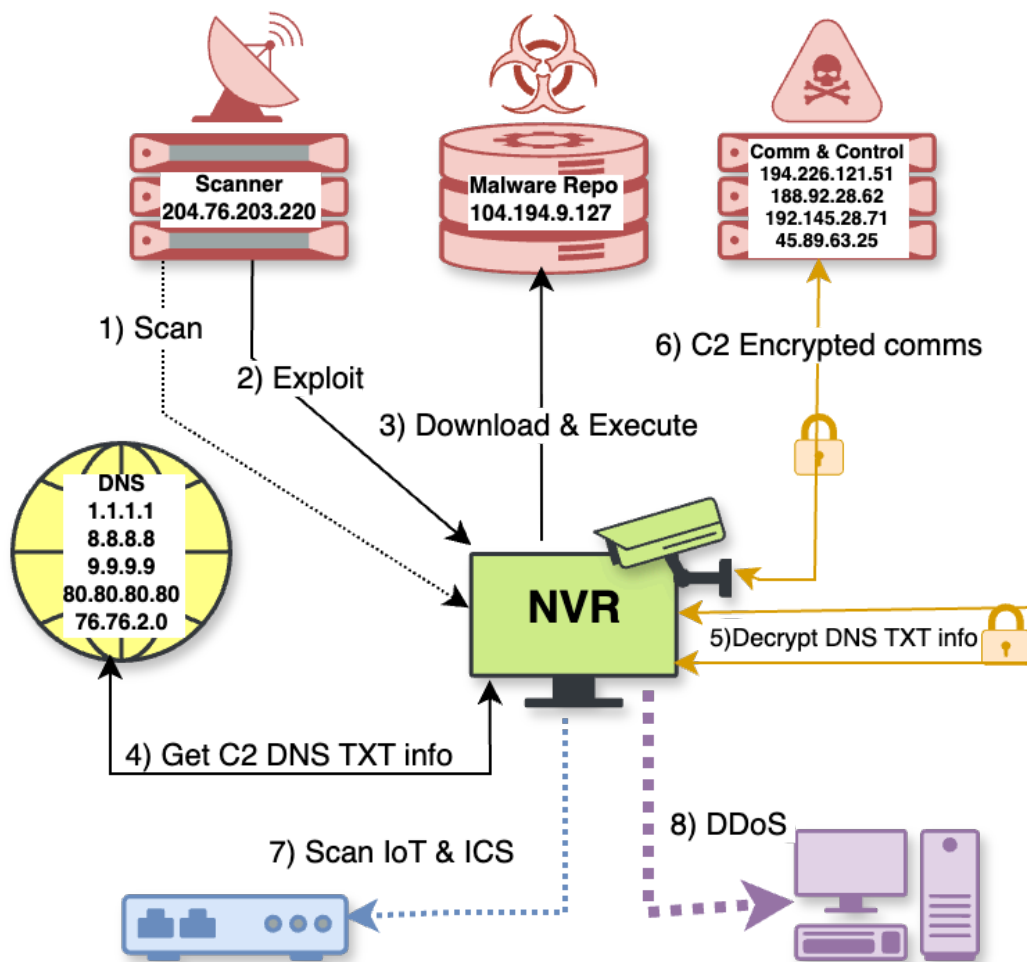 Scanner
204.76.203.220
Malware Repo
104.194.9.127
Comm & Control
194.226.121.51
188.92.28.62
192.145.28.71
45.89.63.25
1) Scan
2) Exploit
3) Download & Execute
6) C2 Encrypted comms
DNS
1.1.1.1
8.8.8.8
9.9.9.9
80.80.80.80
76.76.2.0
NVR
5)Decrypt DNS TXT info
4) Get C2 DNS TXT info
7) Scan IoT & ICS
8) DDoS